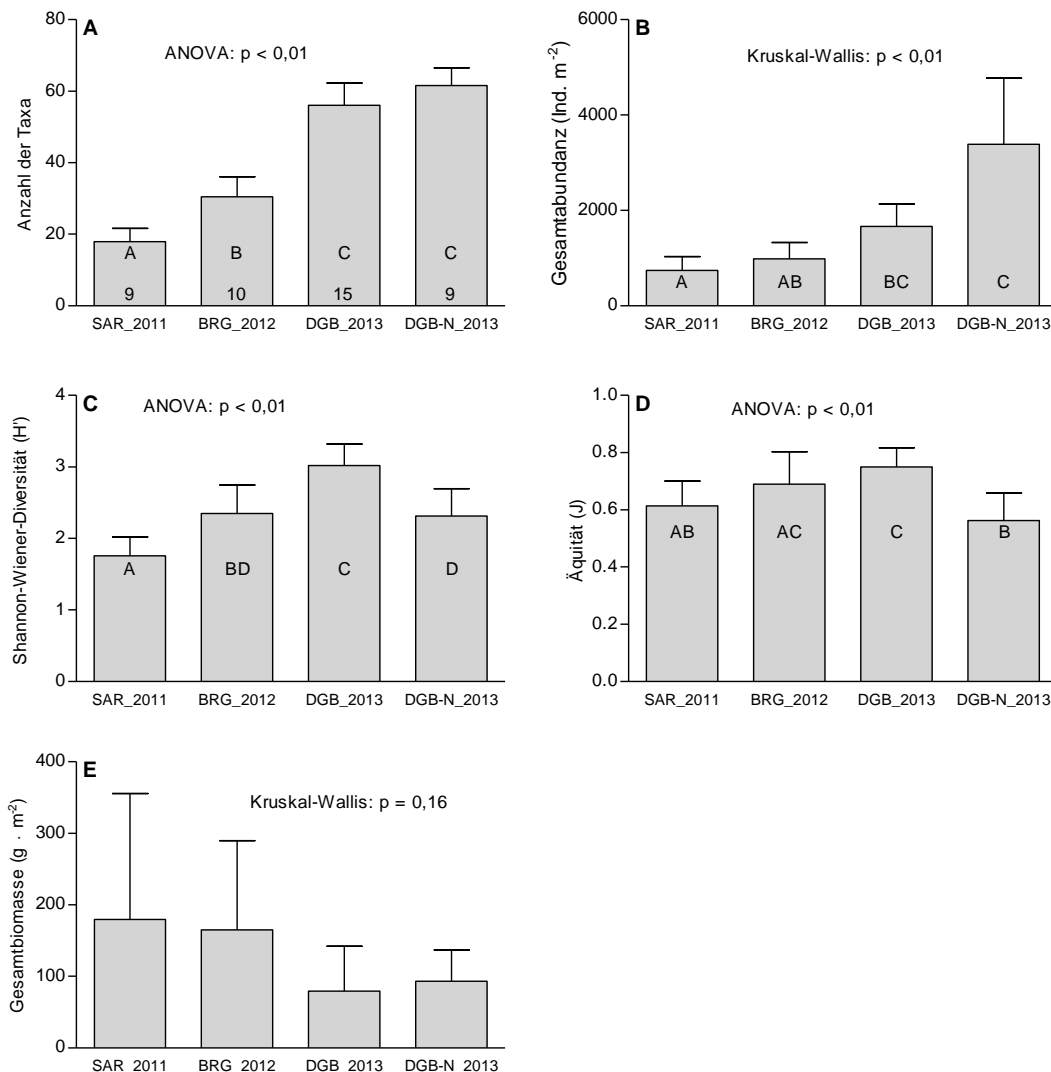 A
ANOVA: p < 0,01
Anzahl der Taxa
80
60
40
20
0
A B C C
9 10 15 9
SAR_2011 BRG_2012 DGB_2013 DGB-N_2013
B
Kruskal-Wallis: p < 0,01
Gesamtabundanz (Ind. m-2)
6000
4000
2000
0
A AB BC C
SAR_2011 BRG_2012 DGB_2013 DGB-N_2013
C
ANOVA: p < 0,01
Shannon-Wiener-Diversität (H')
4
3
2
1
0
A BD C D
SAR_2011 BRG_2012 DGB_2013 DGB-N_2013
D
ANOVA: p < 0,01
Äquität (J)
1.0
0.8
0.6
0.4
0.2
0.0
AB AC C B
SAR_2011 BRG_2012 DGB_2013 DGB-N_2013
E
Kruskal-Wallis: p = 0,16
Gesamtbiomasse (g · m-2)
400
300
200
100
0
SAR_2011 BRG_2012 DGB_2013 DGB-N_2013